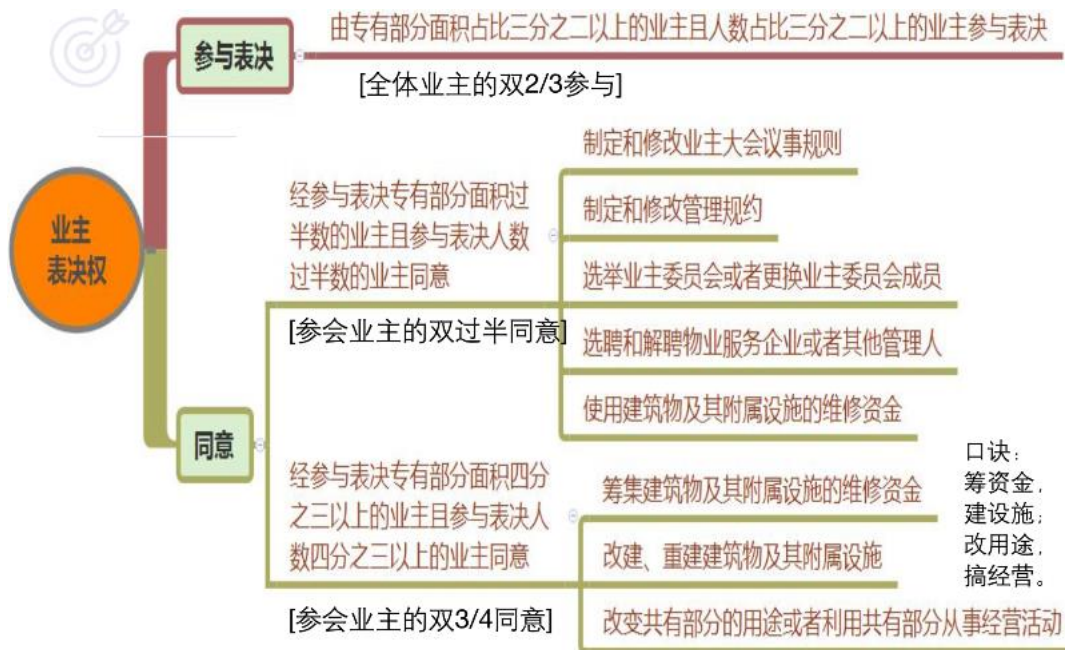 业主
表决权
参与表决
由专有部分面积占比三分之二以上的业主且人数占比三分之二以上的业主参与表决
[全体业主的双2/3参与]
同意
经参与表决专有部分面积过
半数的业主且参与表决人数
过半数的业主同意
[参会业主的双过半同意]
制定和修改业主大会议事规则
制定和修改管理规约
选举业主委员会或者更换业主委员会成员
选聘和解聘物业服务企业或者其他管理人
使用建筑物及其附属设施的维修资金
经参与表决专有部分面积四分
之三以上的业主且参与表决人
数四分之三以上的业主同意
[参会业主的双3/4同意]
筹集建筑物及其附属设施的维修资金
改建、重建建筑物及其附属设施
改变共有部分的用途或者利用共有部分从事经营活动
口诀：
筹资金，
建设施；
改用途，
搞经营。